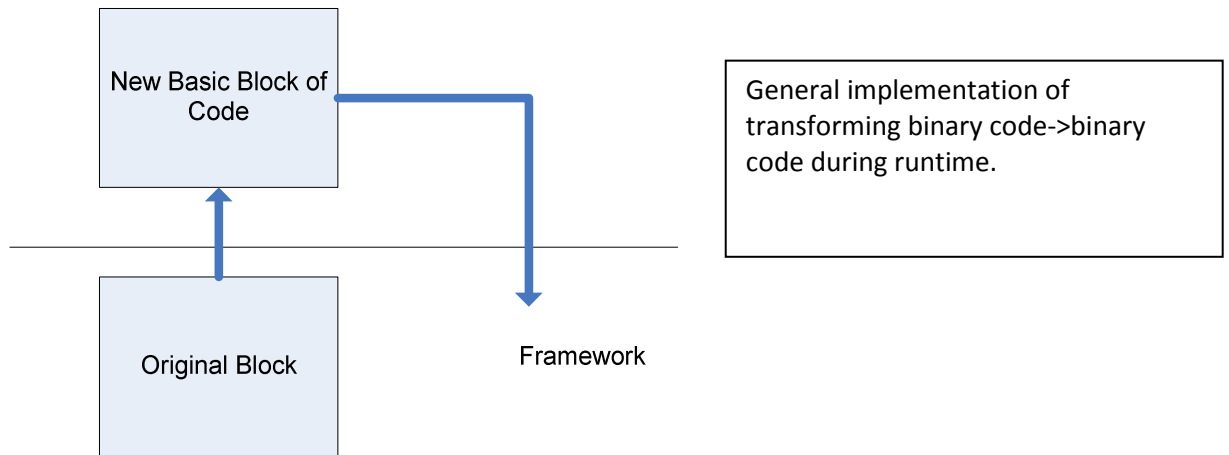 New Basic Block of
Code
General implementation of
transforming binary code->binary
code during runtime.
Original Block
Framework